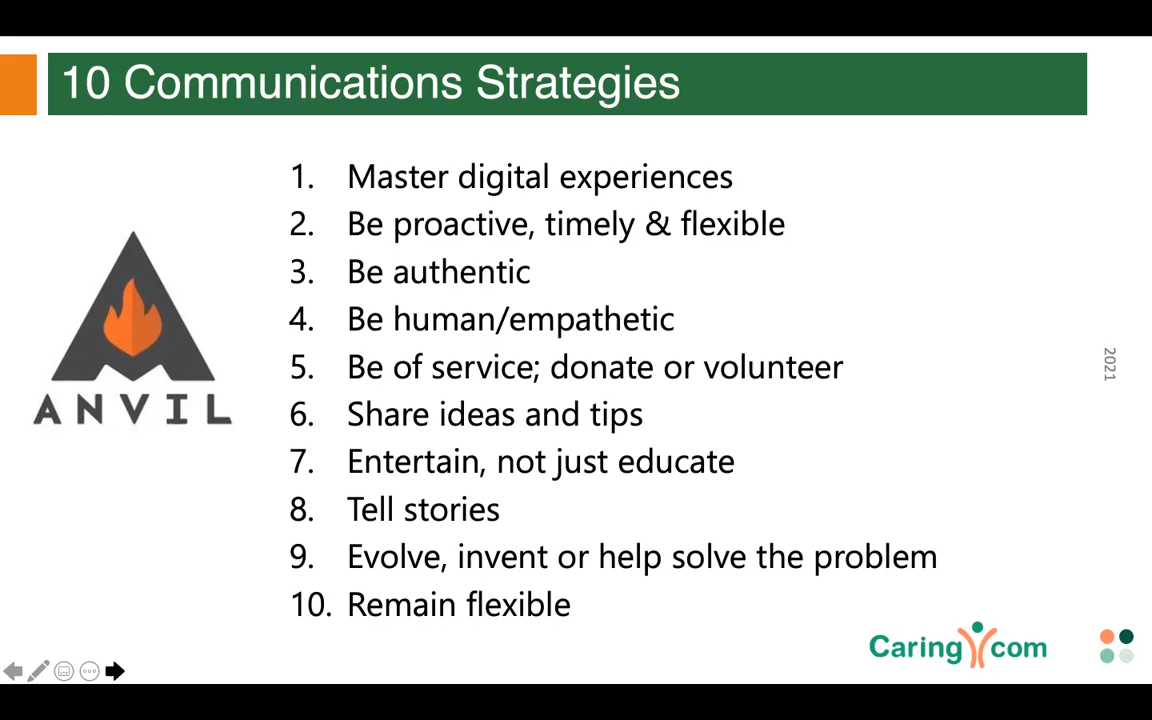 10 Communications Strategies
1. Master digital experiences
2. Be proactive, timely & flexible
3. Be authentic
4. Be human/empathetic
5. Be of service; donate or volunteer
6. Share ideas and tips
7. Entertain, not just educate
8. Tell stories
9. Evolve, invent or help solve the problem
10. Remain flexible
ANVIL
2021
Caring com